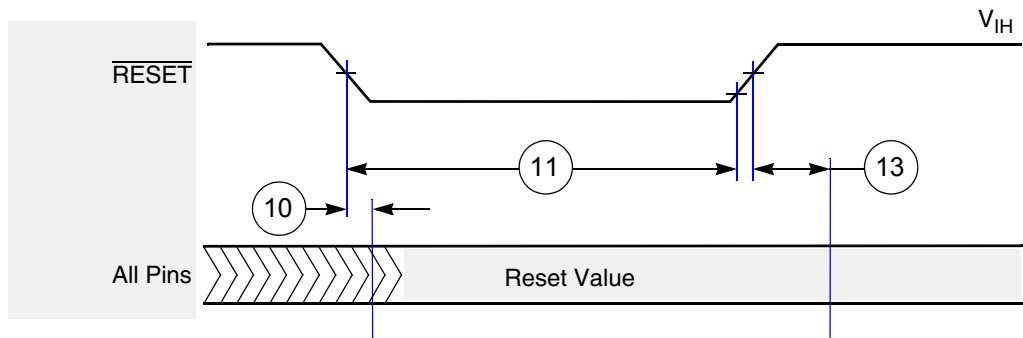 V_IH
RESET
11
13
10
All Pins
Reset Value